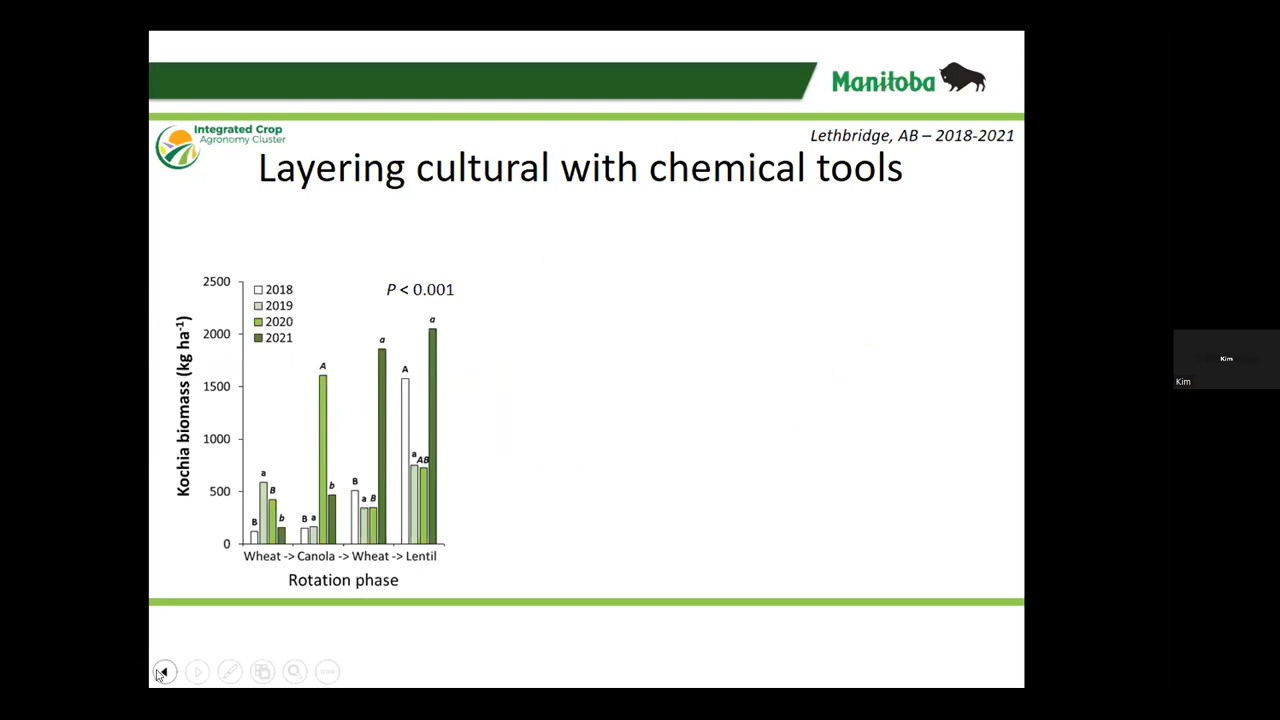 Manitoba
Integrated Crop
Agronomy Cluster
Lethbridge, AB – 2018-2021
Layering cultural with chemical tools
2500
2000
1500
1000
500
0
Kochia biomass (kg ha-1)
2018
2019
2020
2021
P < 0.001
B
a
B
b
B
a
A
b
B
a
B
a
A
a
AB
a
Wheat -> Canola -> Wheat -> Lentil
Rotation phase
Kim
Kim